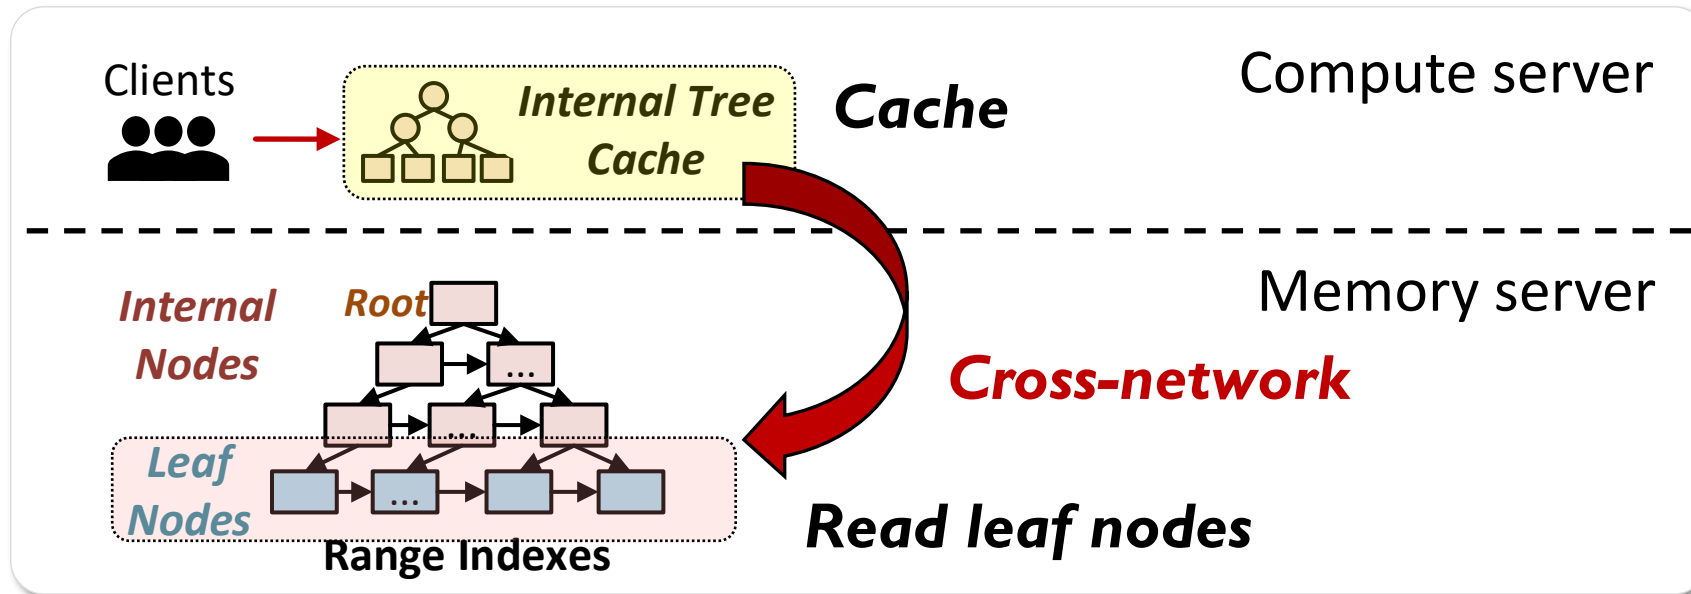 Clients
Internal Tree
Cache
Cache
Compute server
Memory server
Internal
Nodes
Root
...
...
Cross-network
Leaf
Nodes
...
Read leaf nodes
Range Indexes